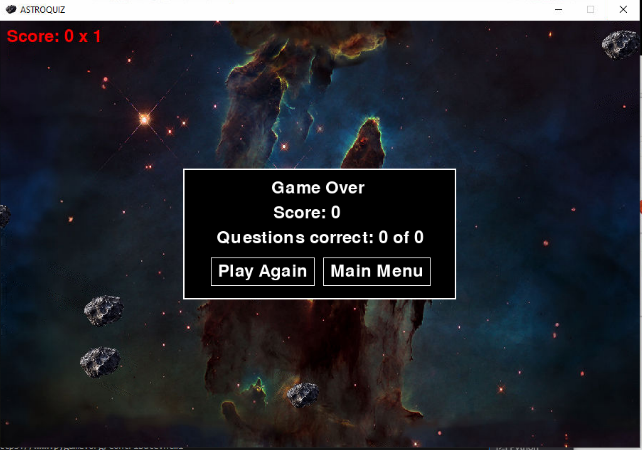 ASTROQUIZ
Score: 0 x 1
Game Over
Score: 0
Questions correct: 0 of 0
Play Again
Main Menu